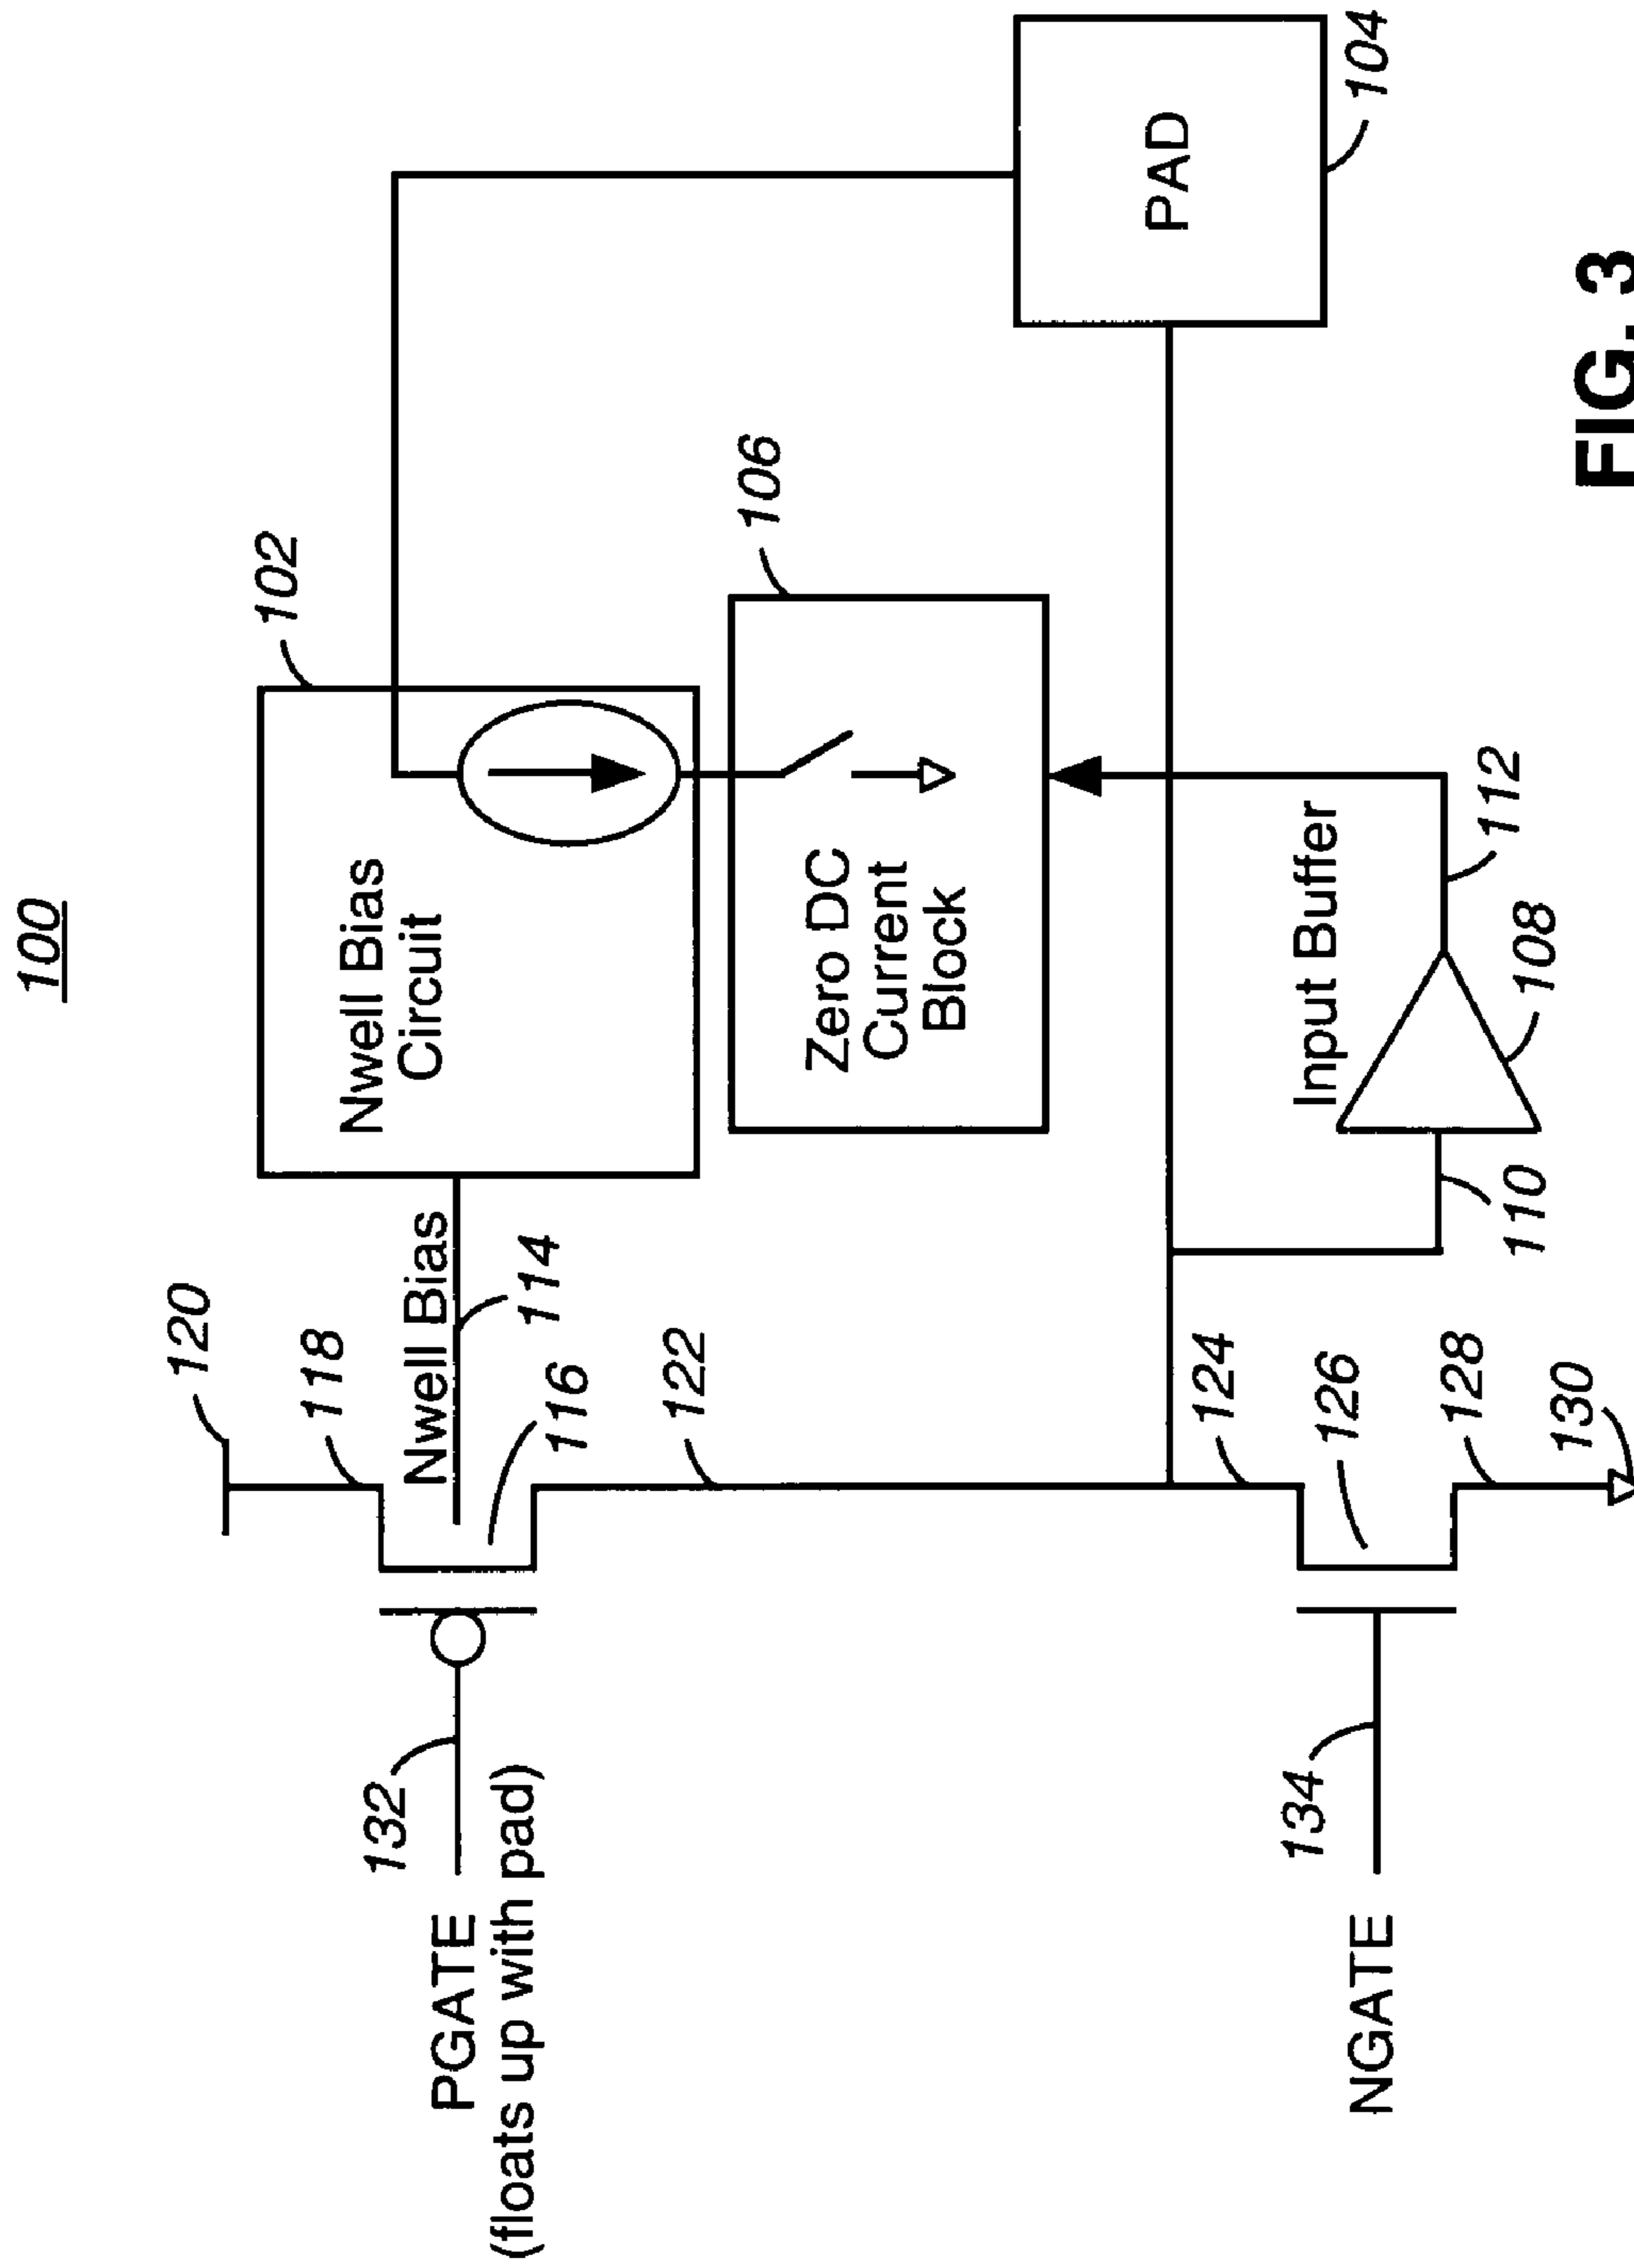 100
120
118
Nwell Bias
114
116
122
102
Nwell Bias
Circuit
106
Zero DC
Current
Block
PAD
104
132
PGATE
(floats up with pad)
124
126
128
130
134
NGATE
Input Buffer
110
108
112
FIG. 3